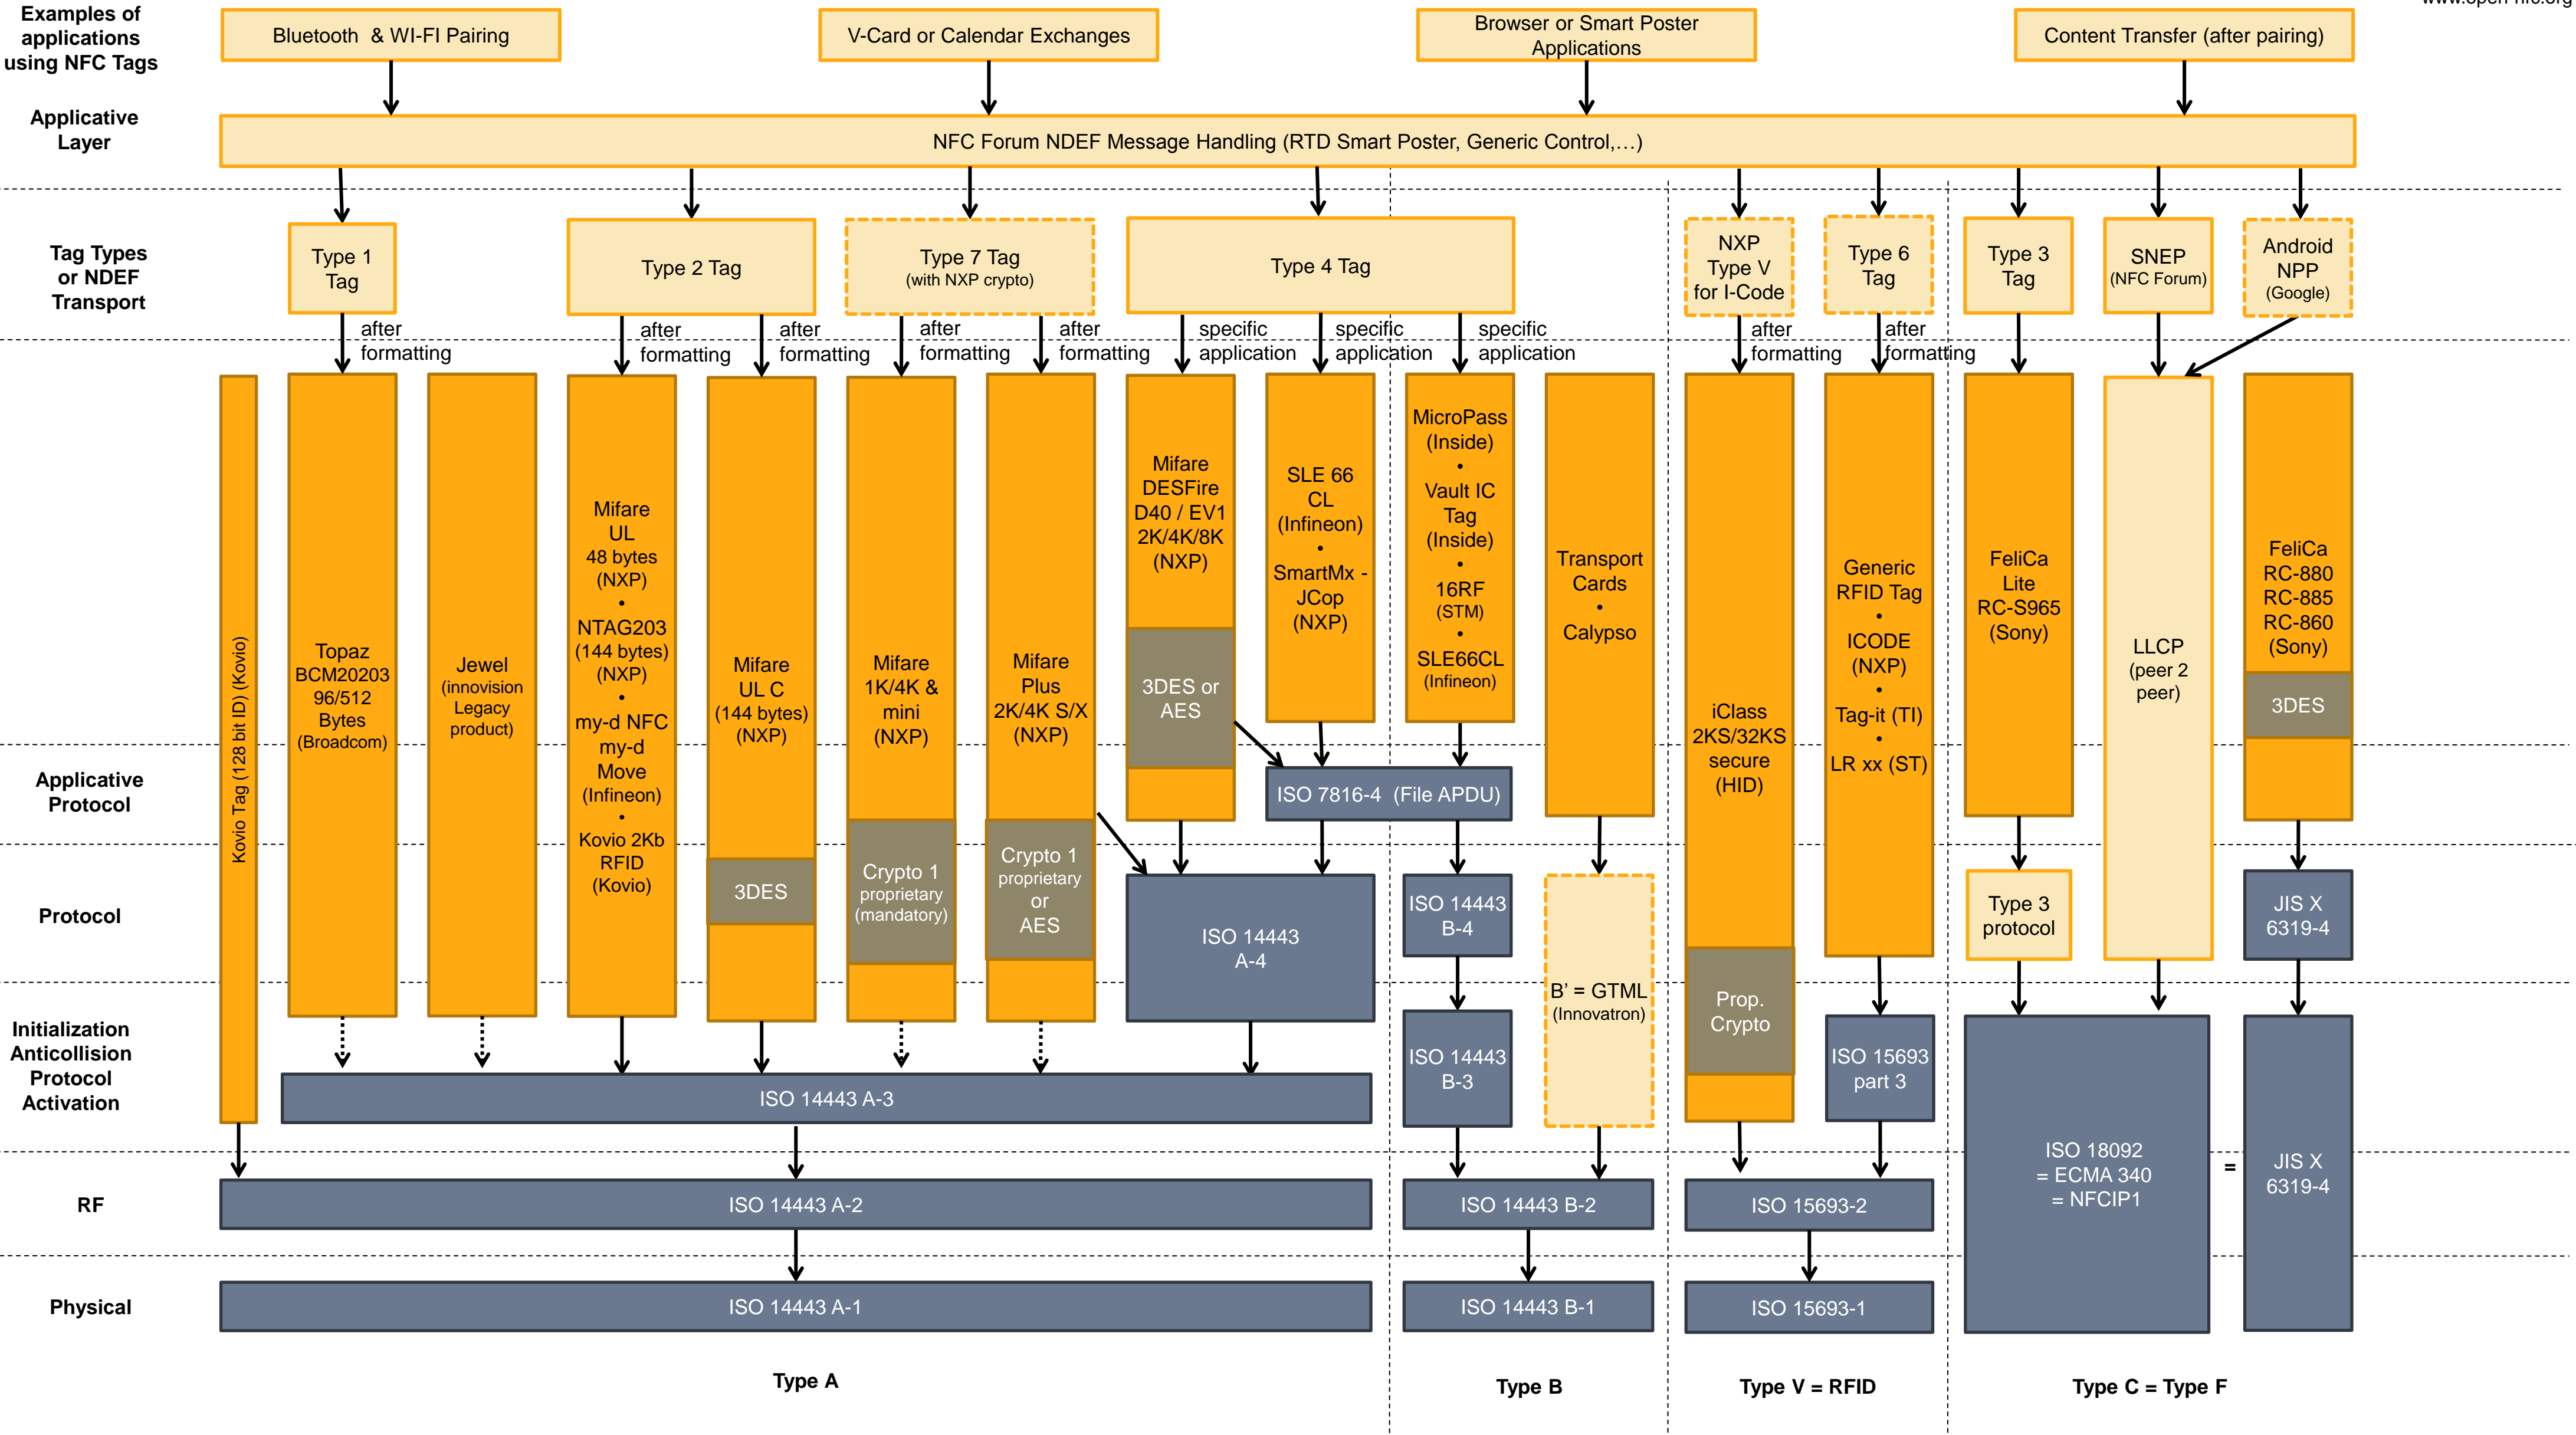 www.open-nfc.org
Examples of
applications
using NFC Tags
Bluetooth & WI-FI Pairing
V-Card or Calendar Exchanges
Browser or Smart Poster
Applications
Content Transfer (after pairing)
Applicative
Layer
NFC Forum NDEF Message Handling (RTD Smart Poster, Generic Control,…)
Tag Types
or NDEF
Transport
Type 1
Tag
Type 2 Tag
Type 7 Tag
(with NXP crypto)
Type 4 Tag
NXP
Type V
for I-Code
Type 6
Tag
Type 3
Tag
SNEP
(NFC Forum)
Android
NPP
(Google)
after
formatting
after
formatting
after
formatting
after
formatting
after
formatting
specific
application
specific
application
specific
application
after
formatting
after
formatting
Kovio Tag (128 bit ID) (Kovio)
Topaz
BCM20203
96/512
Bytes
(Broadcom)
Jewel
(innovision
Legacy
product)
Mifare
UL
48 bytes
(NXP)
•
NTAG203
(144 bytes)
(NXP)
•
my-d NFC
my-d
Move
(Infineon)
•
Kovio 2Kb
RFID
(Kovio)
Mifare
UL C
(144 bytes)
(NXP)
3DES
Mifare
1K/4K &
mini
(NXP)
Crypto 1
proprietary
(mandatory)
Mifare
Plus
2K/4K S/X
(NXP)
Crypto 1
proprietary
or
AES
Mifare
DESFire
D40 / EV1
2K/4K/8K
(NXP)
3DES or
AES
SLE 66
CL
(Infineon)
•
SmartMx -
JCop
(NXP)
MicroPass
(Inside)
•
Vault IC
Tag
(Inside)
•
16RF
(STM)
•
SLE66CL
(Infineon)
Transport
Cards
•
Calypso
iClass
2KS/32KS
secure
(HID)
Prop.
Crypto
Generic
RFID Tag
•
ICODE
(NXP)
•
Tag-it (TI)
•
LR xx (ST)
FeliCa
Lite
RC-S965
(Sony)
LLCP
(peer 2
peer)
FeliCa
RC-880
RC-885
RC-860
(Sony)
3DES
Applicative
Protocol
ISO 7816-4 (File APDU)
Protocol
ISO 14443
A-4
ISO 14443
B-4
B’ = GTML
(Innovatron)
Type 3
protocol
JIS X
6319-4
Initialization
Anticollision
Protocol
Activation
ISO 14443 A-3
ISO 14443
B-3
ISO 15693
part 3
RF
ISO 14443 A-2
ISO 14443 B-2
ISO 15693-2
ISO 18092
= ECMA 340
= NFCIP1
=
JIS X
6319-4
Physical
ISO 14443 A-1
ISO 14443 B-1
ISO 15693-1
Type A
Type B
Type V = RFID
Type C = Type F